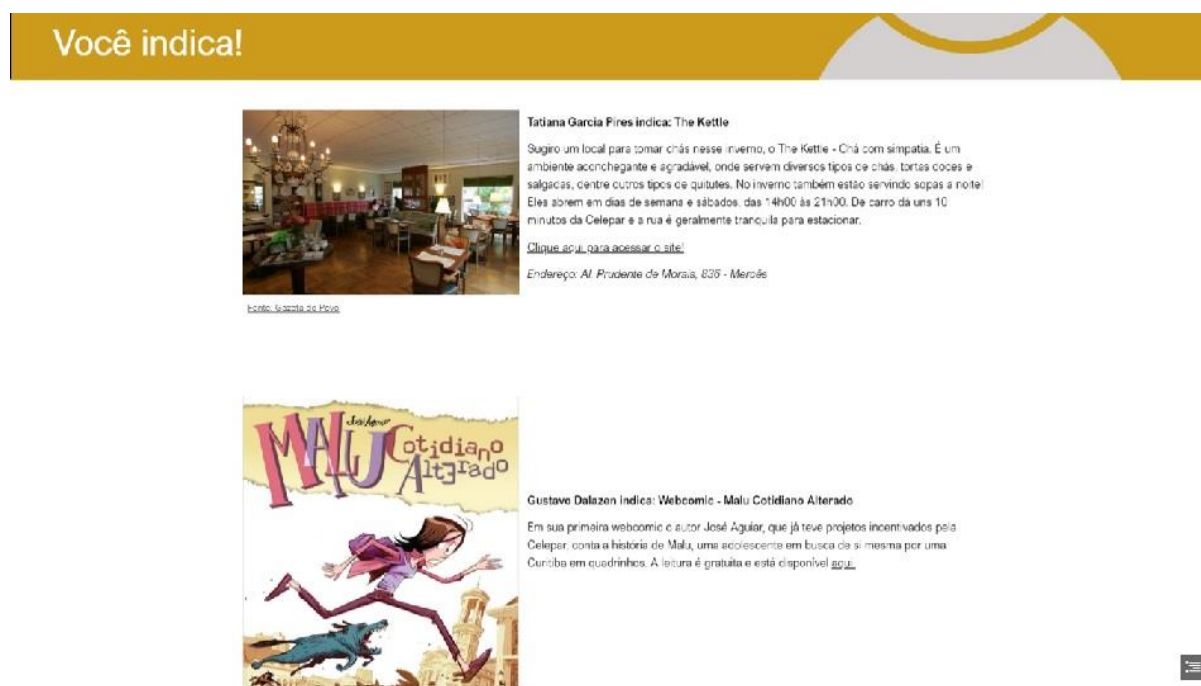 Você indica!
Tatiana Garcia Pires indica: The Kettle
Sugiro um local para tomar chás nesse inverno, o The Kettle - Chá com simpatia. É um
ambiente aconchegante e agradável, onde servem diversos tipos de chás, tortas doces e
salgadas, dentre outros tipos de quitutes. No inverno também estão servindo sopas a noite!
Eles abrem em dias de semana e sábados, das 14h00 às 21h00. De carro dá uns 10
minutos da Celepar e a rua é geralmente tranquila para estacionar.
Clique aqui para acessar o site!
Endereço: Al. Prudente de Morais, 836 - Mercês
Fonte: Gazeta do Povo
José Aguiar
MALU Cotidiano
Alterado
Gustavo Dalazen indica: Webcomic - Malu Cotidiano Alterado
Em sua primeira webcomic o autor José Aguiar, que já teve projetos incentivados pela
Celepar, conta a história de Malu, uma adolescente em busca de si mesma por uma
Curitiba em quadrinhos. A leitura é gratuita e está disponível aqui.